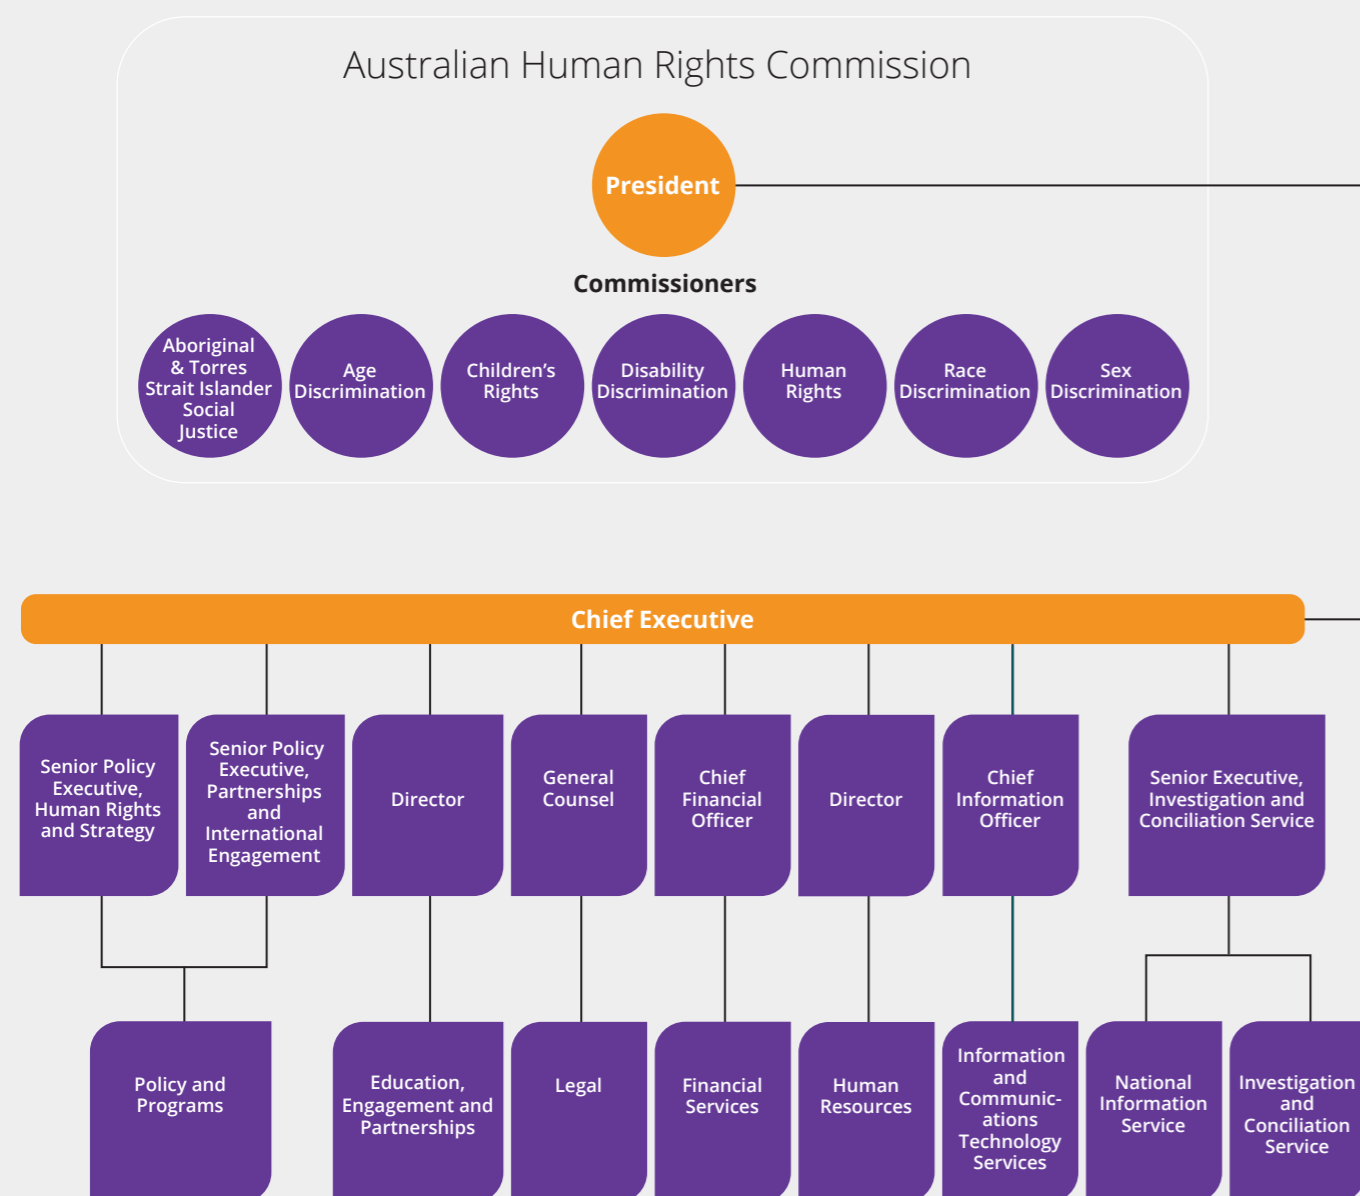 Australian Human Rights Commission
President
Commissioners
Aboriginal
& Torres
Strait Islander
Social
Justice
Age
Discrimination
Children’s
Rights
Disability
Discrimination
Human
Rights
Race
Discrimination
Sex
Discrimination
Chief Executive
Senior Policy
Executive,
Human Rights
and Strategy
Senior Policy
Executive,
Partnerships
and
International
Engagement
Director
General
Counsel
Chief
Financial
Officer
Director
Chief
Information
Officer
Senior Executive,
Investigation and
Conciliation Service
Policy and
Programs
Education,
Engagement and
Partnerships
Legal
Financial
Services
Human
Resources
Information
and
Communic-
ations
Technology
Services
National
Information
Service
Investigation
and
Conciliation
Service